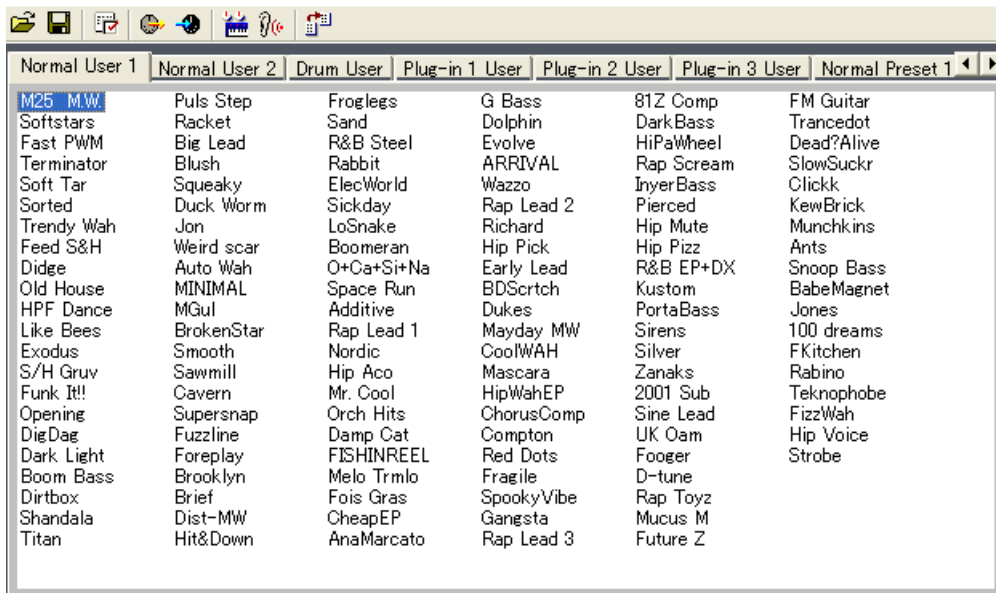 Normal User 1 Normal User 2 Drum User Plug-in 1 User Plug-in 2 User Plug-in 3 User Normal Preset 1
M25 M.W. Puls Step Froglegs G Bass 81Z Comp FM Guitar
Softstars Racket Sand Dolphin DarkBass Trancedot
Fast PWM Big Lead R&B Steel Evolve HiPaWheel Dead?Alive
Terminator Blush Rabbit ARRIVAL Rap Scream SlowSuckr
Soft Tar Squeaky ElecWorld Wazzo InyerBass Clickk
Sorted Duck Worm Sickday Rap Lead 2 Pierced KewBrick
Trendy Wah Jon LoSnake Richard Hip Mute Munchkins
Feed S&H Weird scar Boomeran Hip Pick Hip Pizz Ants
Didge Auto Wah O+Ca+Si+Na Early Lead R&B EP+DX Snoop Bass
Old House MINIMAL Space Run BDScrtch Kustom BabeMagnet
HPF Dance MGul Additive Dukes PortaBass Jones
Like Bees BrokenStar Rap Lead 1 Mayday MW Sirens 100 dreams
Exodus Smooth Nordic CoolWAH Silver FKitchen
S/H Gruv Sawmill Hip Aco Mascara Zanaks Rabino
Funk It!! Cavern Mr. Cool HipWahEP 2001 Sub Teknophobe
Opening Supersnap Orch Hits ChorusComp Sine Lead FizzWah
DigDag Fuzzline Damp Cat Compton UK Oam Hip Voice
Dark Light Foreplay FISHINREEL Red Dots Fooger Strobe
Boom Bass Brooklyn Melo Trmlo Fragile D-tune
Dirtbox Brief Fois Gras SpookyVibe Rap Toyz
Shandala Dist-MW CheapEP Gangsta Mucus M
Titan Hit&Down AnaMarcato Rap Lead 3 Future Z